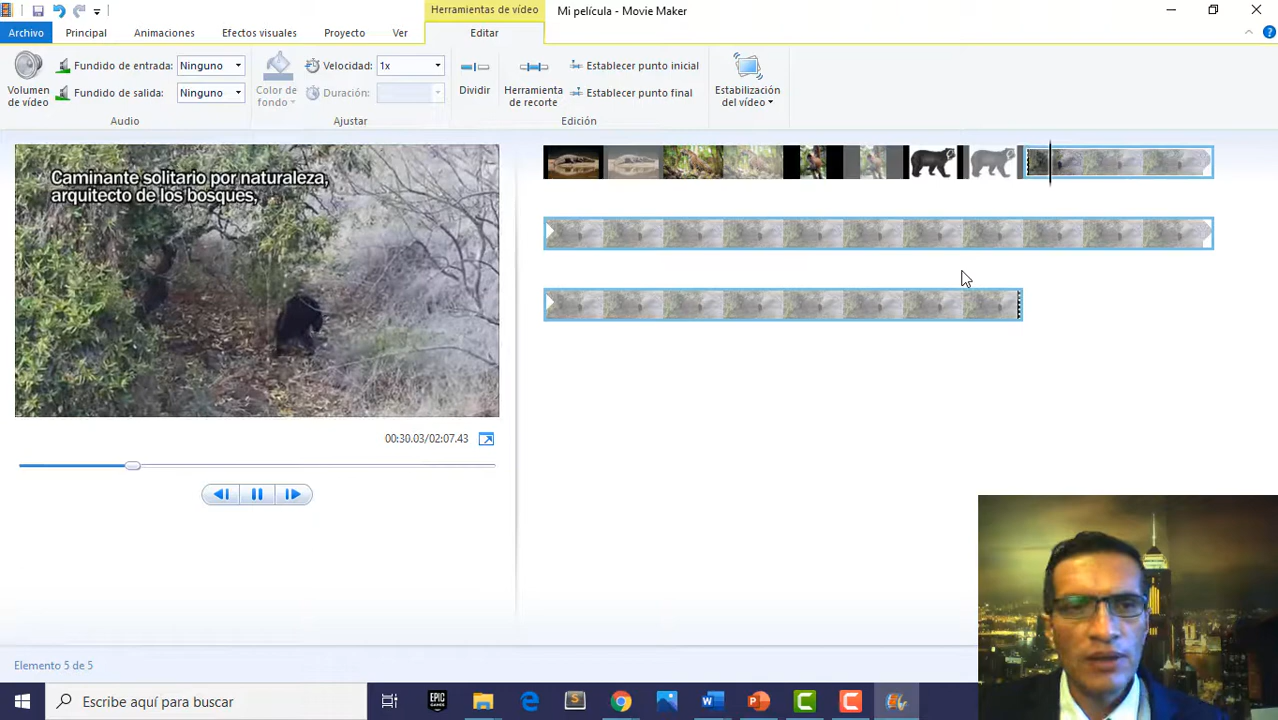 Herramientas de vídeo
Mi película - Movie Maker
Archivo
Principal
Animaciones
Efectos visuales
Proyecto
Ver
Editar
Volumen de vídeo
Fundido de entrada: Ninguno
Fundido de salida: Ninguno
Audio
Color de fondo
Velocidad: 1x
Duración:
Ajustar
Dividir
Herramienta de recorte
Establecer punto inicial
Establecer punto final
Edición
Estabilización del vídeo
Caminante solitario por naturaleza,
arquitecto de los bosques,
00:30.03/02:07.43
Elemento 5 de 5
Escribe aquí para buscar
EPIC GAMES